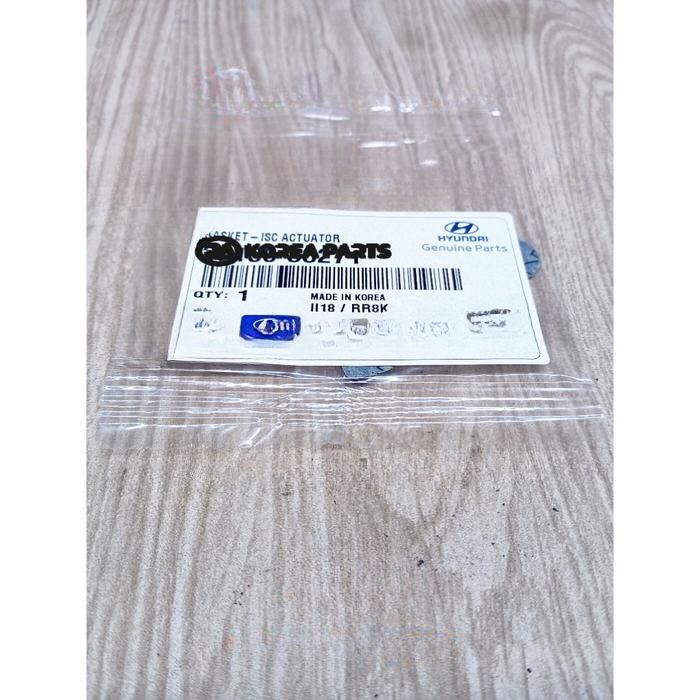 GASKET-ISC ACTUATOR
HYUNDAI
Genuine Parts
KOREA PARTS
QTY: 1
MADE IN KOREA
II18 / RR8K